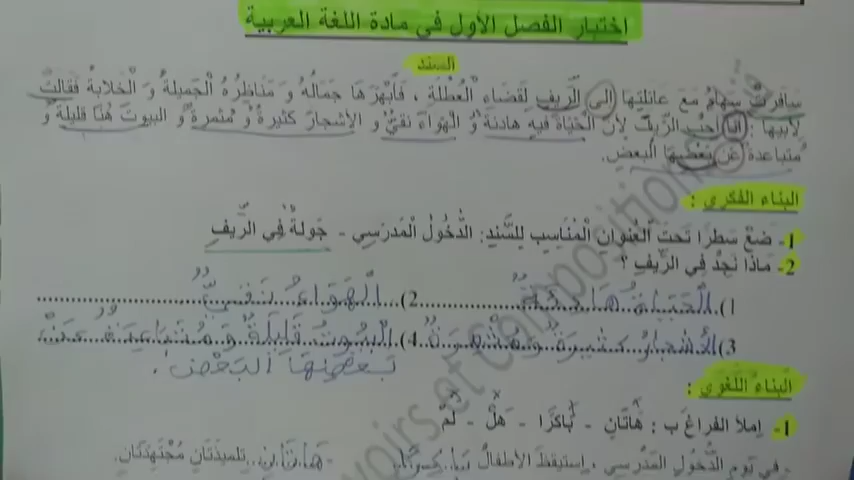 اختبار الفصل الأول في مادة اللغة العربية
السند
سافرت سهام مع عائلتها إلى الريف لقضاء العطلة ، فأبهرها جماله و مناظره الجميلة و الخلابة فقالت
لأبيها : أنا أحب الريف لأن الحياة فيه هادئة و الهواء نقي و الأشجار كثيرة و مثمرة و البيوت هنا قليلة و
متباعدة عن بعضها البعض.
البناء الفكري :
1- ضع سطرا تحت العنوان المناسب للسند: الدخول المدرسي - جولة في الريف
2- ماذا نجد في الريف ؟
1) الحياة هادئة 2) الهواء نقي
3) الأشجار كثيرة و مثمرة 4) البيوت قليلة و متباعدة عن
بعضها البعض.
البناء اللغوي :
1- املأ الفراغ ب : هاتان - باكرا - هل - لم
- في يوم الدخول المدرسي ، استيقظ الأطفال باكرا - هاتان تلميذتان مجتهدتان.